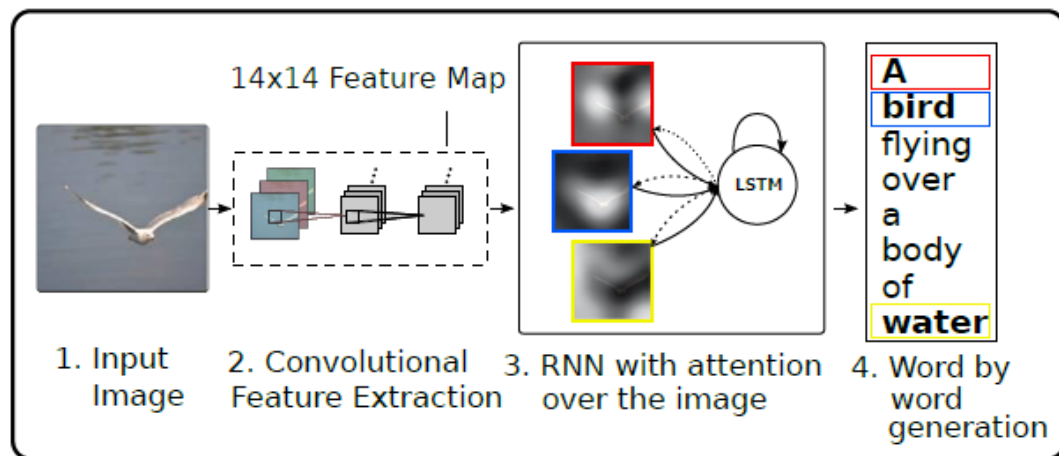 14x14 Feature Map
LSTM
A
bird
flying
over
a
body
of
water
1. Input
Image
2. Convolutional
Feature Extraction
3. RNN with attention
over the image
4. Word by
word
generation